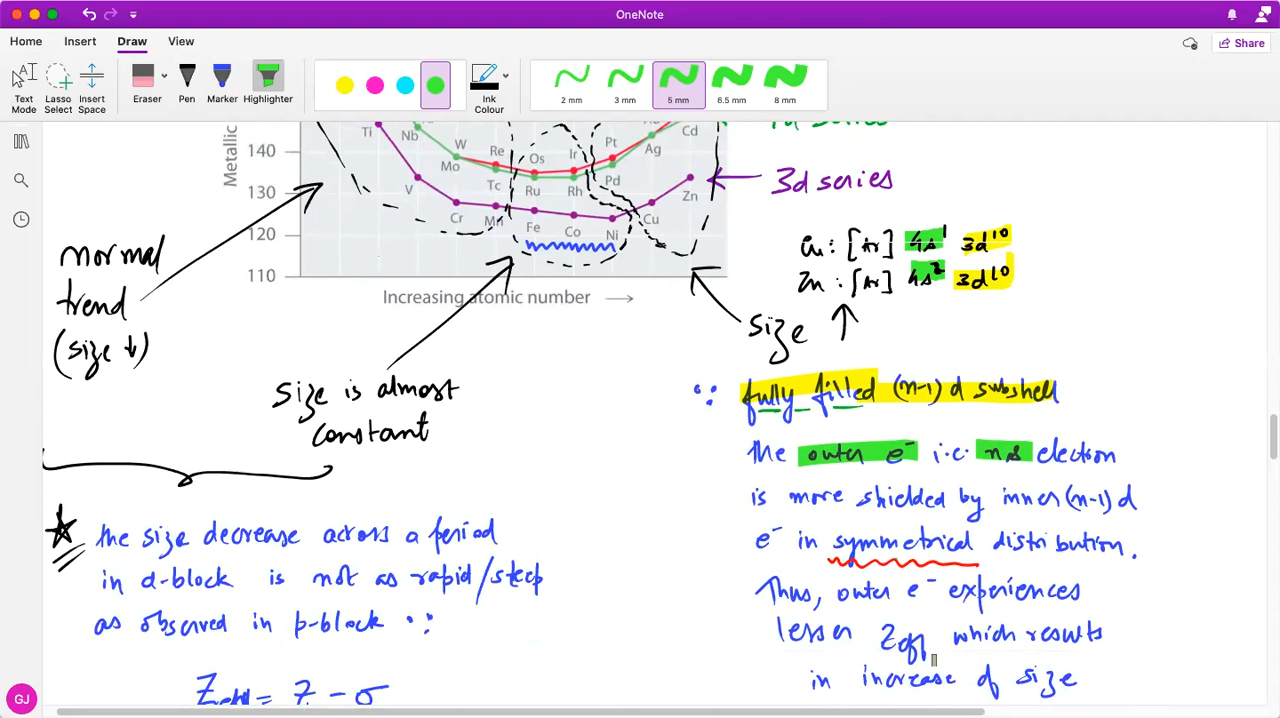 OneNote
Home Insert Draw View
Share
Text Mode
Lasso Select
Insert Space
Eraser
Pen
Marker
Highlighter
Ink Colour
2 mm
3 mm
5 mm
6.5 mm
8 mm
Metallic
140
130
120
110
Ti
V
Cr
Mn
Fe
Co
Ni
Cu
Zn
Nb
Mo
Tc
Ru
Rh
Pd
Ag
Cd
W
Re
Os
Ir
Pt
Increasing atomic number
4d series
3d series
Cu : [Ar] 4s¹ 3d¹⁰
Zn : [Ar] 4s² 3d¹⁰
normal
trend
(size ↓)
size is almost
constant
size ↑
∵ fully filled (n-1) d subshell
the outer e⁻ i.e. ns electron
is more shielded by inner (n-1) d
e⁻ in symmetrical distribution.
Thus, outer e⁻ experiences
lesser Zeff which results
in increase of size
the size decrease across a period
in d-block is not as rapid/steep
as observed in p-block ∵
Zeff = Z - σ
GJ